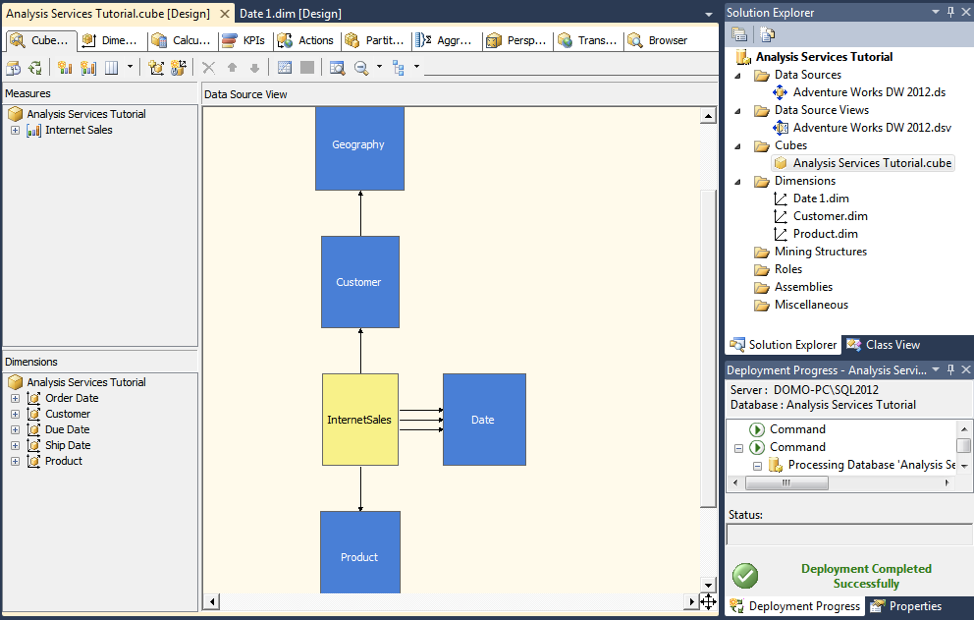 Analysis Services Tutorial.cube [Design]
Date 1.dim [Design]
Cube...
Dime...
Calcu...
KPIs
Actions
Partit...
Aggr...
Persp...
Trans...
Browser
Measures
Analysis Services Tutorial
Internet Sales
Dimensions
Analysis Services Tutorial
Order Date
Customer
Due Date
Ship Date
Product
Data Source View
Geography
Customer
InternetSales
Date
Product
Solution Explorer
Analysis Services Tutorial
Data Sources
Adventure Works DW 2012.ds
Data Source Views
Adventure Works DW 2012.dsv
Cubes
Analysis Services Tutorial.cube
Dimensions
Date 1.dim
Customer.dim
Product.dim
Mining Structures
Roles
Assemblies
Miscellaneous
Solution Explorer
Class View
Deployment Progress - Analysis Servi...
Server : DOMO-PC\SQL2012
Database : Analysis Services Tutorial
Command
Command
Processing Database 'Analysis Se
Status:
Deployment Completed
Successfully
Deployment Progress
Properties